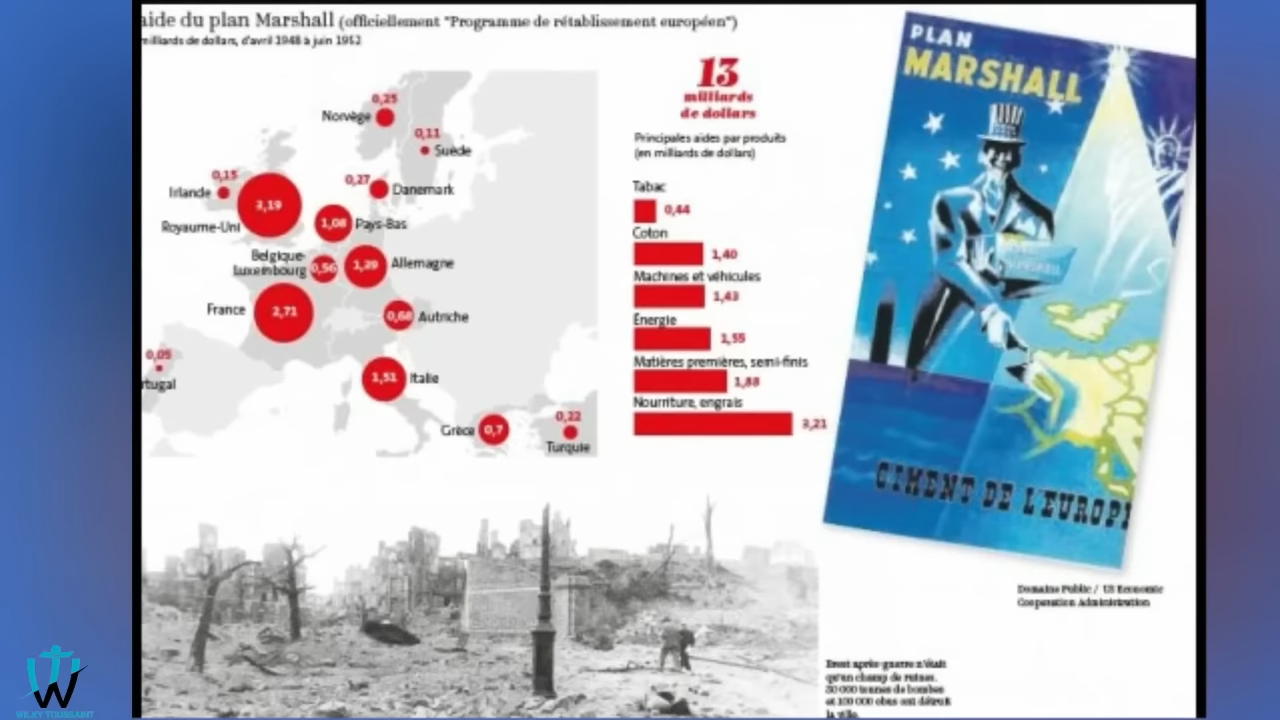 aide du plan Marshall (officiellement "Programme de rétablissement européen")
milliards de dollars, d'avril 1948 à juin 1952
13
milliards
de dollars
Principales aides par produits
(en milliards de dollars)
Tabac
0,44
Coton
1,40
Machines et véhicules
1,43
Énergie
1,55
Matières premières, semi-finis
1,88
Nourriture, engrais
3,21
0,25
Norvège
0,11
Suède
0,15
Irlande
0,27
Danemark
3,19
Royaume-Uni
1,08
Pays-Bas
Belgique-
Luxembourg
0,56
1,39
Allemagne
France
2,71
0,68
Autriche
0,05
rtugal
1,51
Italie
Grèce
0,7
0,22
Turquie
PLAN
MARSHALL
CIMENT DE L'EUROPE
Domaine Public / US Economic
Cooperation Administration
Brest après-guerre n'était
qu'un champ de ruines.
30 000 tonnes de bombes
et 100 000 obus ont détruit
la ville.
W
WILKY TOUSSAINT